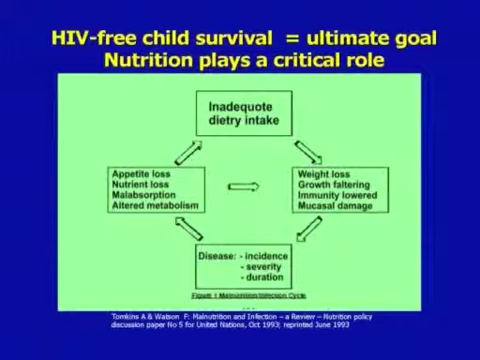 HIV-free child survival = ultimate goal
Nutrition plays a critical role
Inadequote
dietry intake
Appetite loss
Nutrient loss
Malabsorption
Altered metabolism
Weight loss
Growth faltering
Immunity lowered
Mucasal damage
Disease: - incidence
- severity
- duration
Figure 1 Malnutrition/Infection Cycle
Tomkins A & Watson F: Malnutrition and Infection – a Review – Nutrition policy
discussion paper No 5 for United Nations, Oct 1993; reprinted June 1993